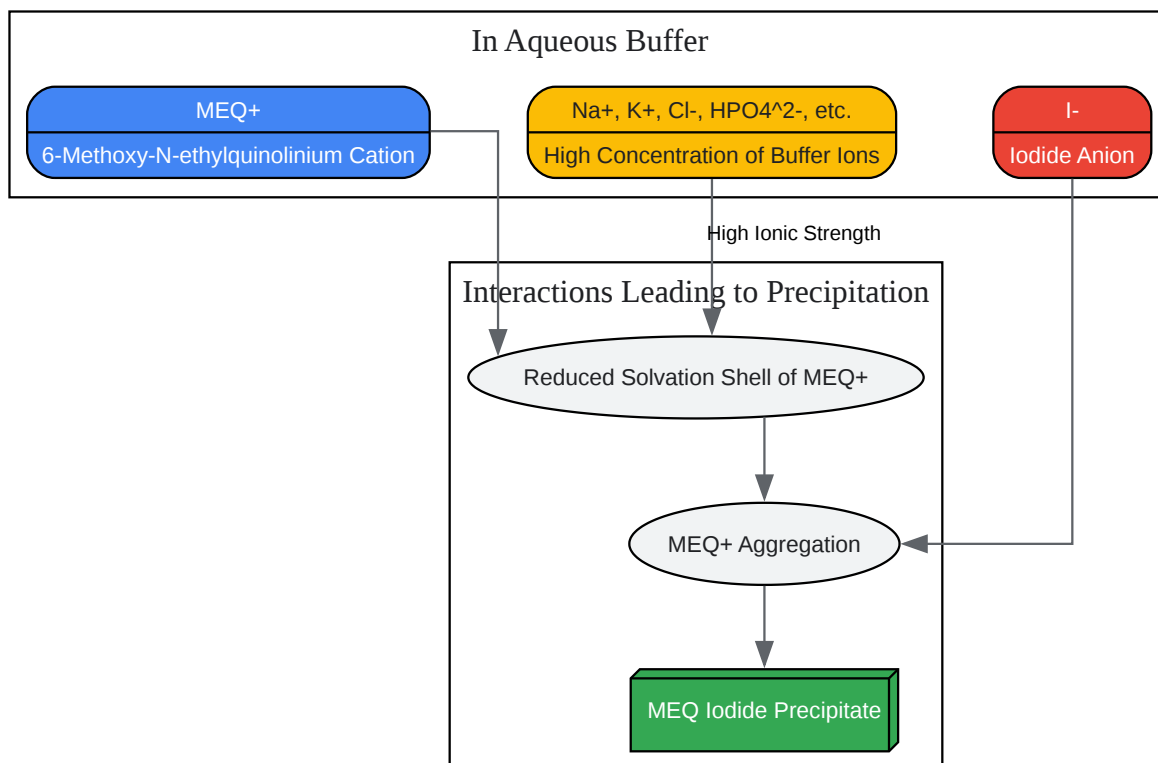 In Aqueous Buffer
MEQ+
6-Methoxy-N-ethylquinolinium Cation
Na+, K+, Cl-, HPO4^2-, etc.
High Concentration of Buffer Ions
I-
Iodide Anion
High Ionic Strength
Interactions Leading to Precipitation
Reduced Solvation Shell of MEQ+
MEQ+ Aggregation
MEQ Iodide Precipitate